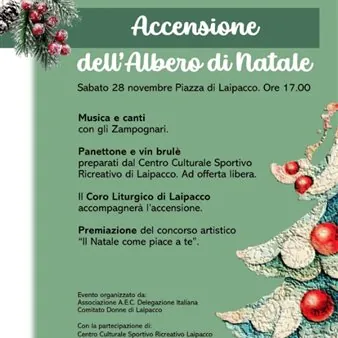 Accensione
dell'Albero di Natale
Sabato 28 novembre Piazza di Laipacco. Ore 17.00
Musica e canti
con gli Zampognari.
Panettone e vin brulè
preparati dal Centro Culturale Sportivo
Ricreativo di Laipacco. Ad offerta libera.
Il Coro Liturgico di Laipacco
accompagnerà l'accensione.
Premiazione del concorso artistico
"Il Natale come piace a te".
Evento organizzato da:
Associazione A.E.C. Delegazione Italiana
Comitato Donne di Laipacco
Con la partecipazione di:
Centro Culturale Sportivo Ricreativo Laipacco